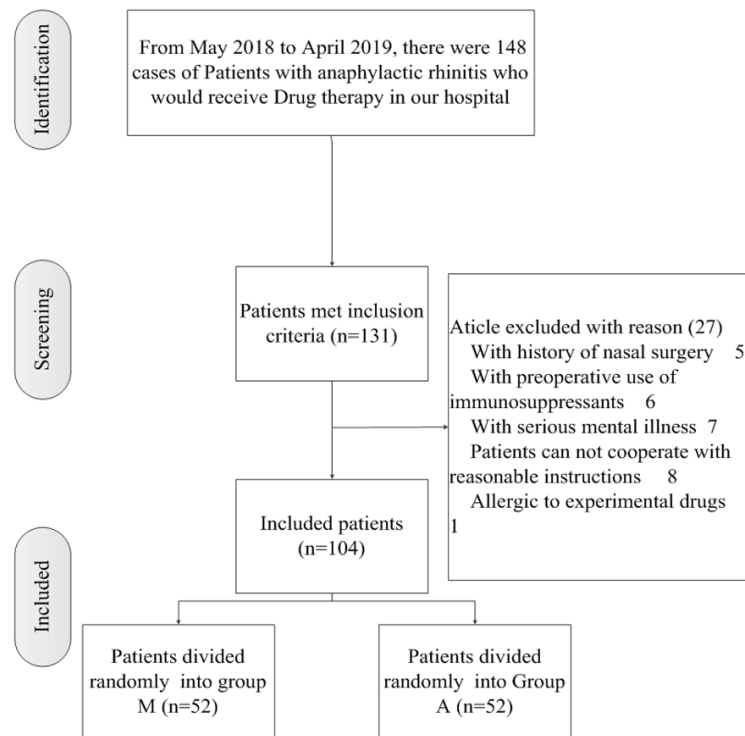 Identification
From May 2018 to April 2019, there were 148
cases of Patients with anaphylactic rhinitis who
would receive Drug therapy in our hospital
Screening
Patients met inclusion
criteria (n=131)
Aticle excluded with reason (27)
With history of nasal surgery 5
With preoperative use of
immunosuppressants 6
With serious mental illness 7
Patients can not cooperate with
reasonable instructions 8
Allergic to experimental drugs
1
Included
Included patients
(n=104)
Patients divided
randomly into group
M (n=52)
Patients divided
randomly into Group
A (n=52)